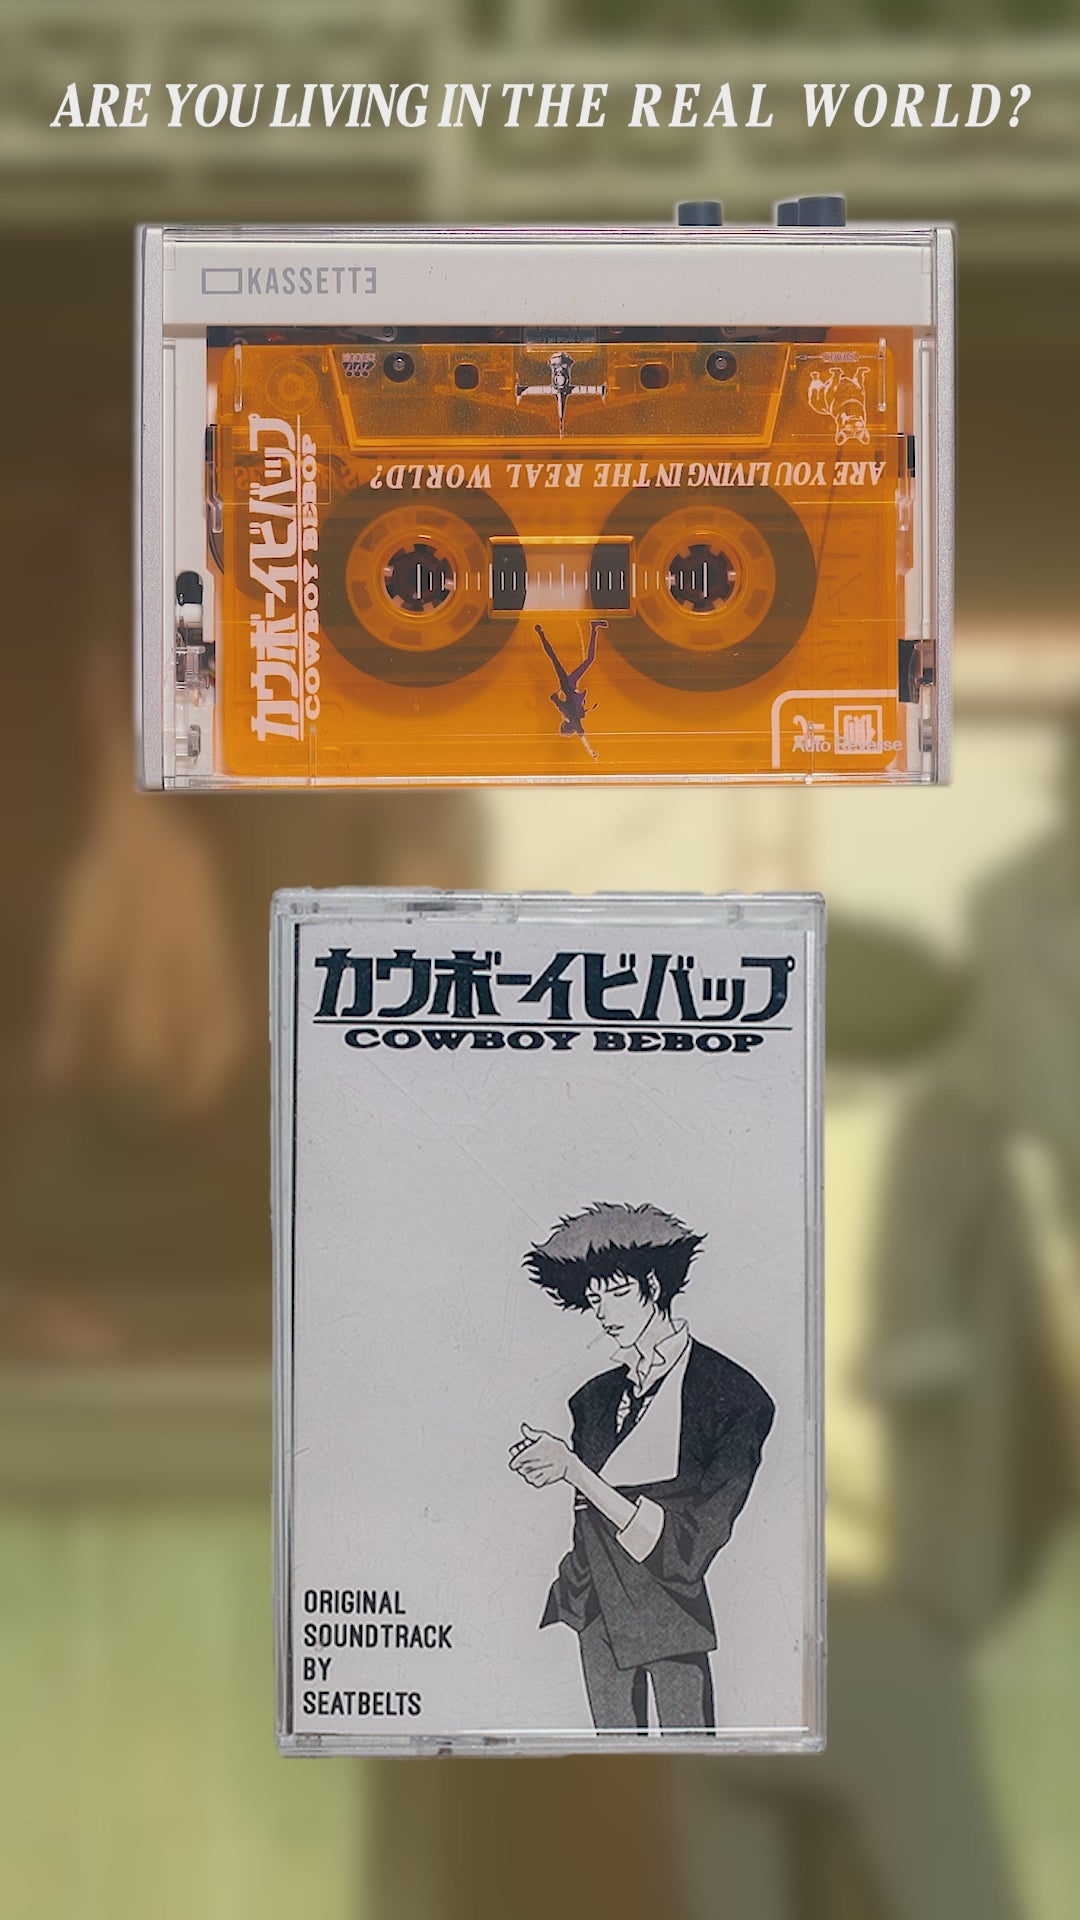 ARE YOU LIVING IN THE REAL WORLD?
KASSETTE
カウボーイビバップ
COWBOY BEBOP
ARE YOU LIVING IN THE REAL WORLD?
Auto Reverse
カウボーイビバップ
COWBOY BEBOP
ORIGINAL
SOUNDTRACK
BY
SEATBELTS